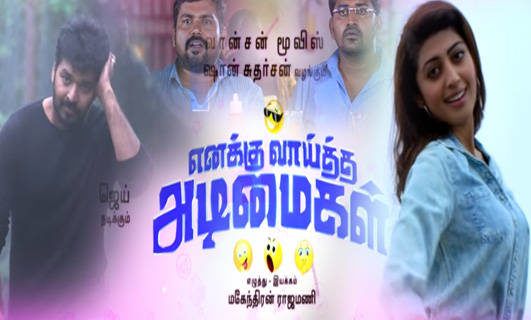 வான்சன் மூவிஸ்
ஷான் சுதர்சன் வழங்கும்
எனக்கு வாய்த்த
அடிமைகள்
ஜெய்
நடிக்கும்
எழுத்து - இயக்கம்
மகேந்திரன் ராஜமணி